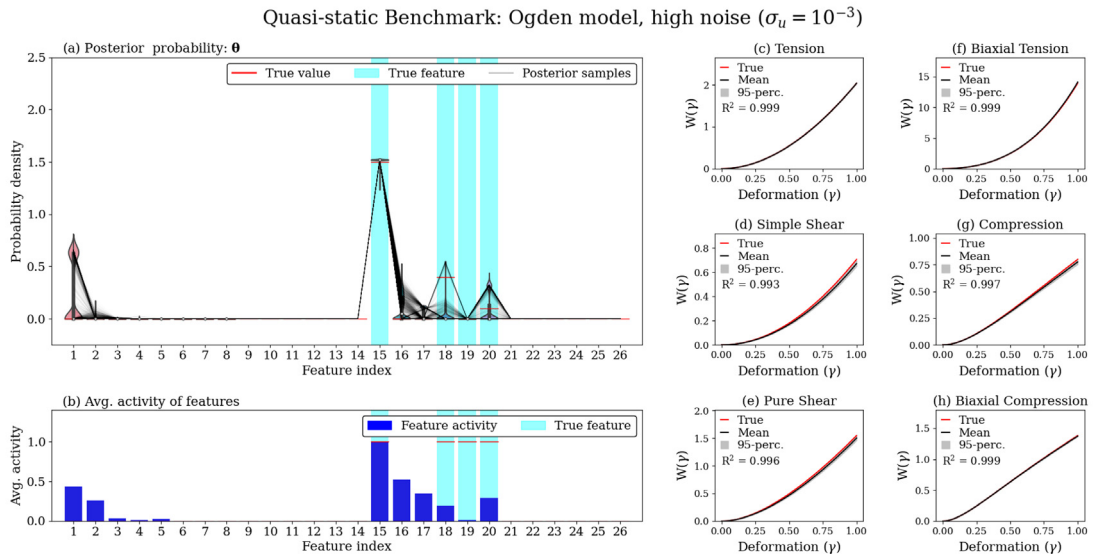 Quasi-static Benchmark: Ogden model, high noise (σ_u = 10⁻³)
(a) Posterior probability: θ
Probability density
2.5
2.0
1.5
1.0
0.5
0.0
True value
True feature
Posterior samples
1 2 3 4 5 6 7 8 9 10 11 12 13 14 15 16 17 18 19 20 21 22 23 24 25 26
Feature index
(b) Avg. activity of features
Avg. activity
1.0
0.5
0.0
Feature activity
True feature
1 2 3 4 5 6 7 8 9 10 11 12 13 14 15 16 17 18 19 20 21 22 23 24 25 26
Feature index
(c) Tension
W(γ)
2
1
0
True
Mean
95-perc.
R² = 0.999
0.00 0.25 0.50 0.75 1.00
Deformation (γ)
(f) Biaxial Tension
W(γ)
15
10
5
0
True
Mean
95-perc.
R² = 0.999
0.00 0.25 0.50 0.75 1.00
Deformation (γ)
(d) Simple Shear
W(γ)
0.8
0.6
0.4
0.2
0.0
True
Mean
95-perc.
R² = 0.993
0.00 0.25 0.50 0.75 1.00
Deformation (γ)
(g) Compression
W(γ)
1.00
0.75
0.50
0.25
0.00
True
Mean
95-perc.
R² = 0.997
0.00 0.25 0.50 0.75 1.00
Deformation (γ)
(e) Pure Shear
W(γ)
2.0
1.5
1.0
0.5
0.0
True
Mean
95-perc.
R² = 0.996
0.00 0.25 0.50 0.75 1.00
Deformation (γ)
(h) Biaxial Compression
W(γ)
1.5
1.0
0.5
0.0
True
Mean
95-perc.
R² = 0.999
0.00 0.25 0.50 0.75 1.00
Deformation (γ)